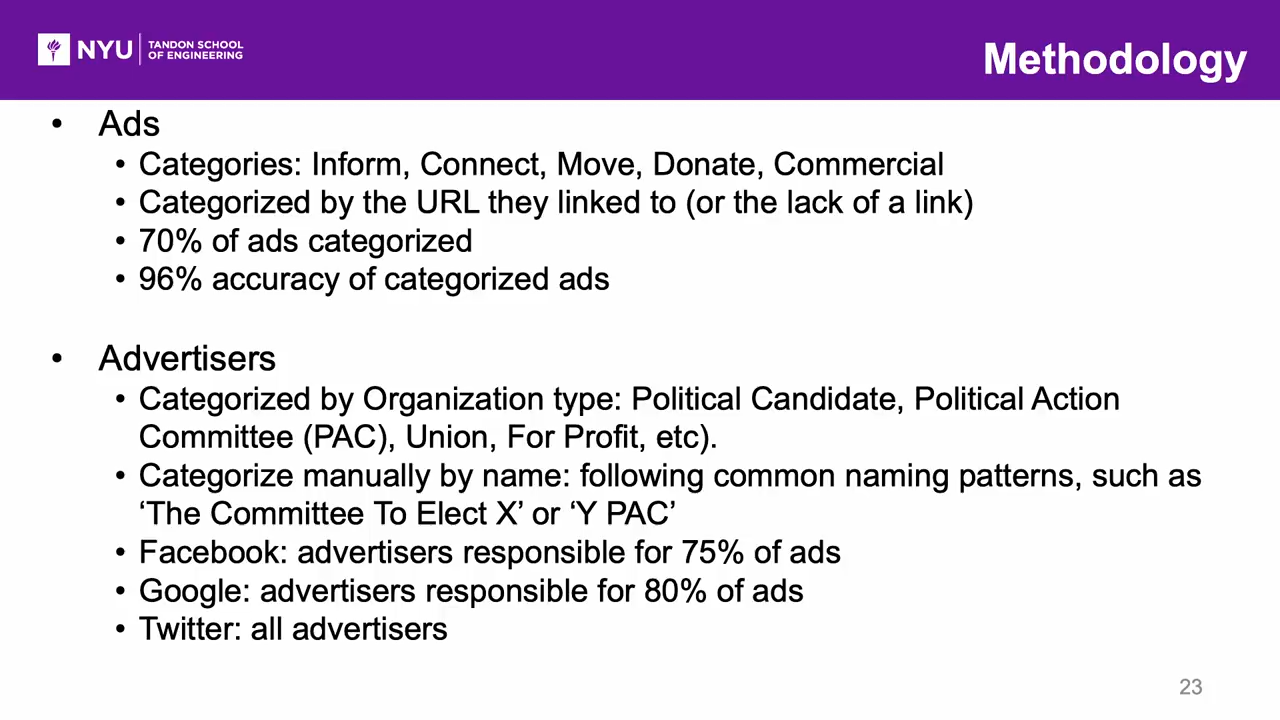 NYU
TANDON SCHOOL
OF ENGINEERING
Methodology
• Ads
• Categories: Inform, Connect, Move, Donate, Commercial
• Categorized by the URL they linked to (or the lack of a link)
• 70% of ads categorized
• 96% accuracy of categorized ads
• Advertisers
• Categorized by Organization type: Political Candidate, Political Action
Committee (PAC), Union, For Profit, etc).
• Categorize manually by name: following common naming patterns, such as
‘The Committee To Elect X’ or ‘Y PAC’
• Facebook: advertisers responsible for 75% of ads
• Google: advertisers responsible for 80% of ads
• Twitter: all advertisers
23